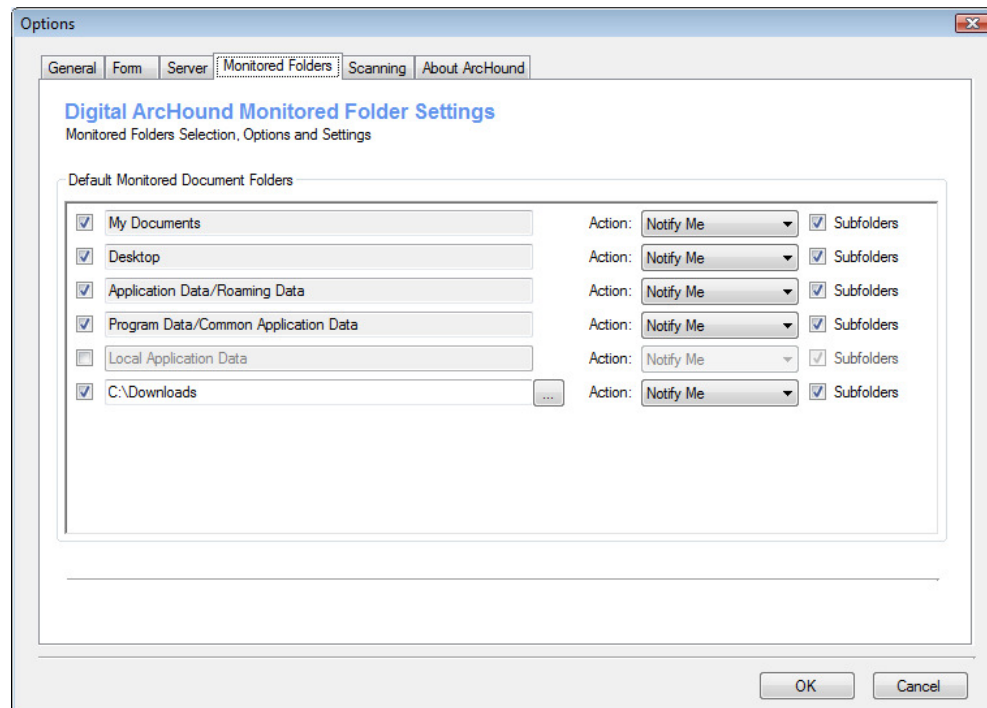 Options
General Form Server Monitored Folders Scanning About ArcHound
Digital ArcHound Monitored Folder Settings
Monitored Folders Selection, Options and Settings
Default Monitored Document Folders
My Documents Action: Notify Me Subfolders
Desktop Action: Notify Me Subfolders
Application Data/Roaming Data Action: Notify Me Subfolders
Program Data/Common Application Data Action: Notify Me Subfolders
Local Application Data Action: Notify Me Subfolders
C:\Downloads ... Action: Notify Me Subfolders
OK Cancel